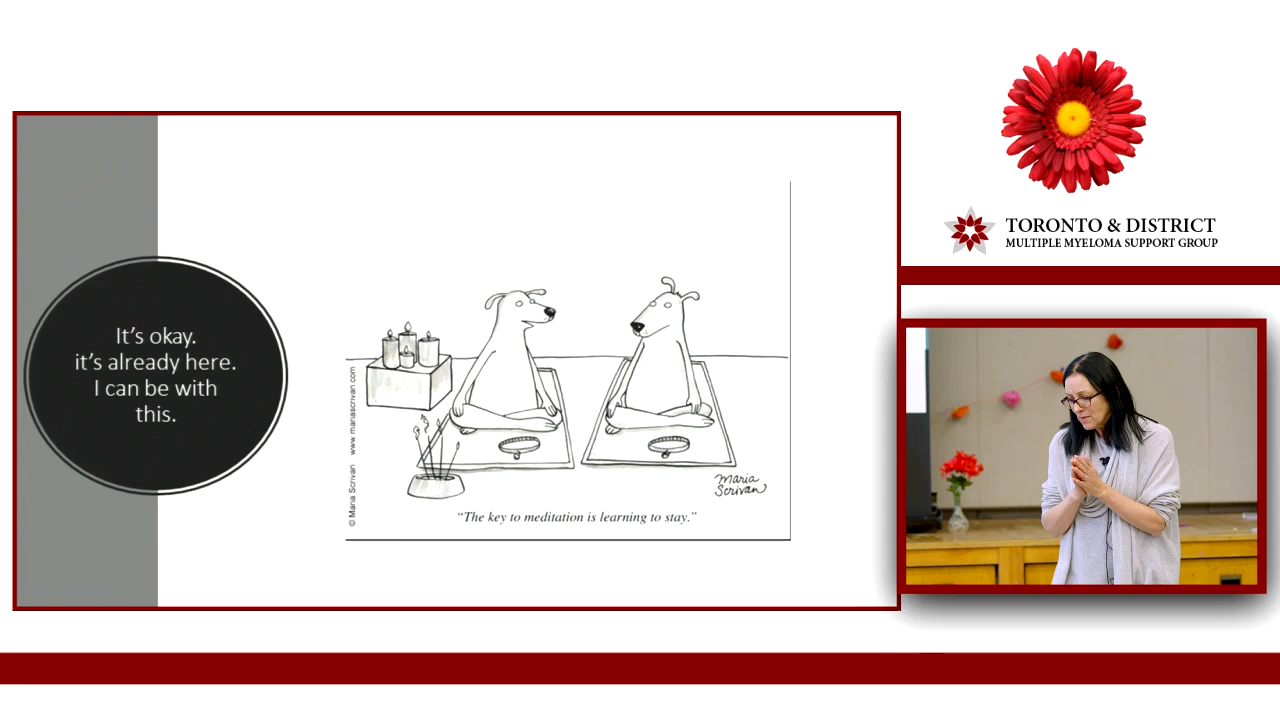 It's okay.
it's already here.
I can be with
this.
© Maria Scrivan www.mariascrivan.com
Maria
Scrivan
"The key to meditation is learning to stay."
TORONTO & DISTRICT
MULTIPLE MYELOMA SUPPORT GROUP